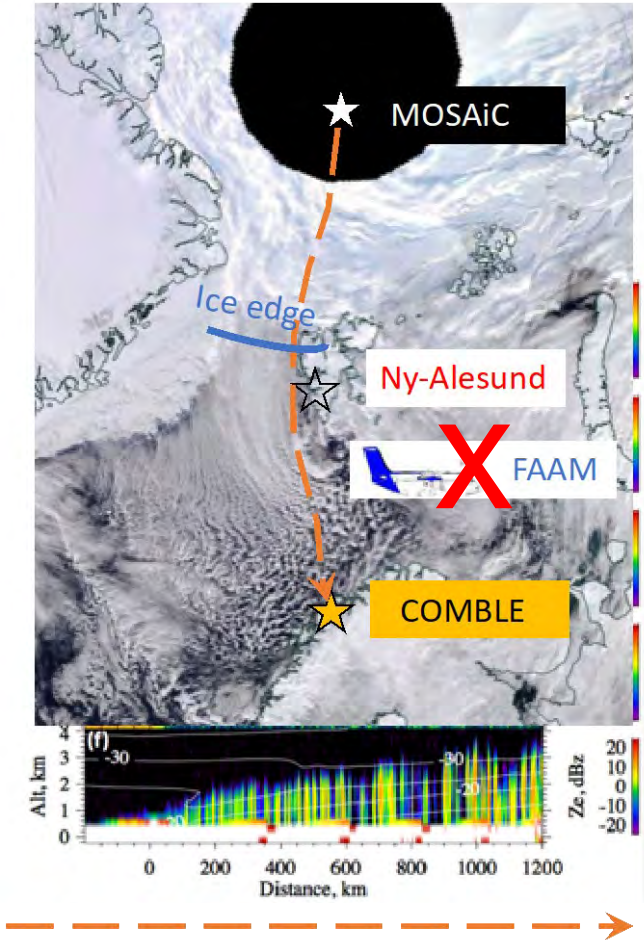 MOSAiC
Ice edge
Ny-Alesund
X
FAAM
COMBLE
4
3
2
1
0
Alt, km
(f)
-30
-30
-20
-20
20
10
0
-10
-20
Ze, dBz
0 200 400 600 800 1000 1200
Distance, km